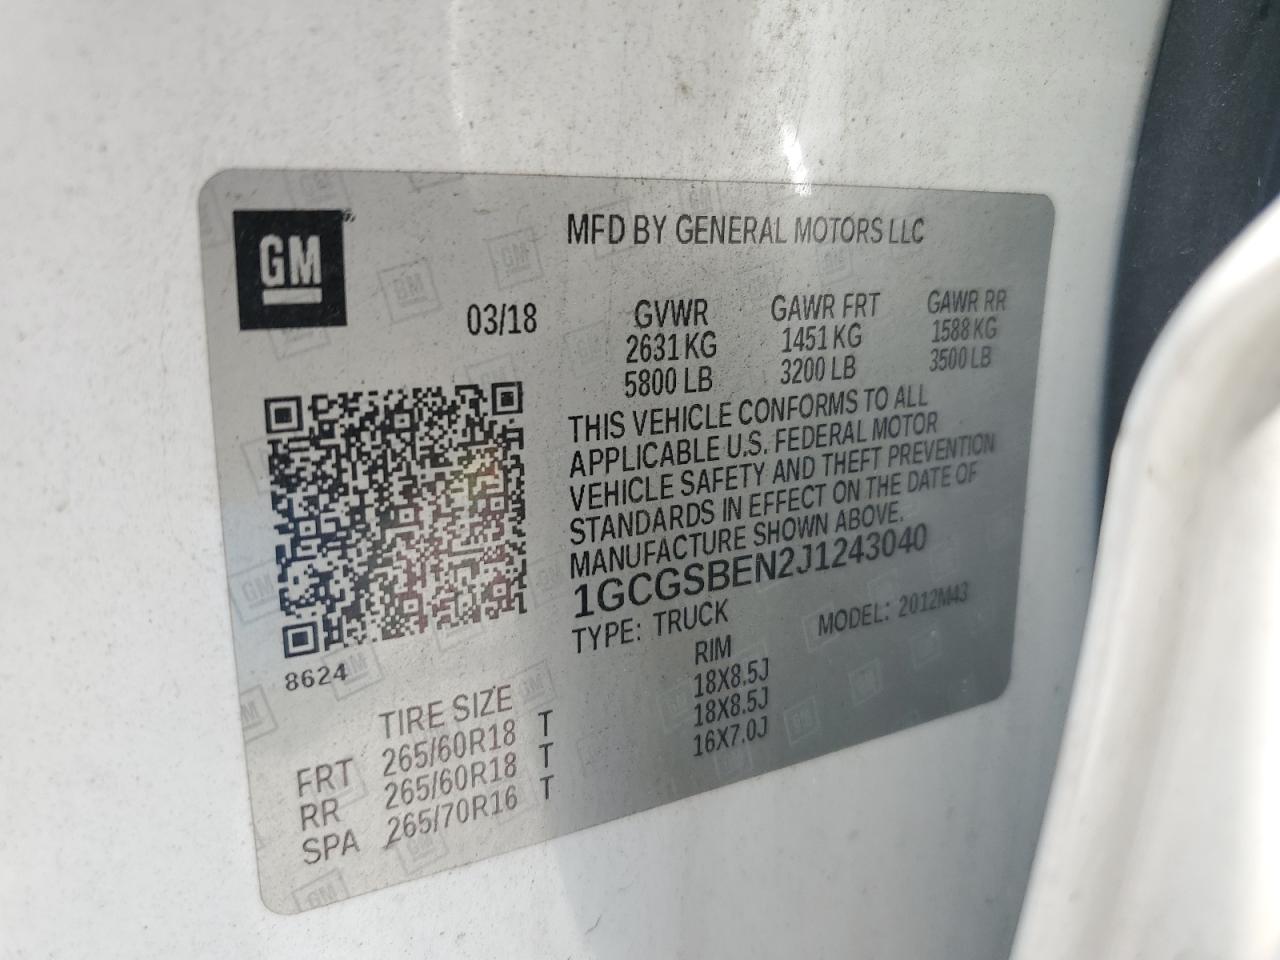 GM
MFD BY GENERAL MOTORS LLC
03/18
GVWR GAWR FRT GAWR RR
2631 KG 1451 KG 1588 KG
5800 LB 3200 LB 3500 LB
THIS VEHICLE CONFORMS TO ALL
APPLICABLE U.S. FEDERAL MOTOR
VEHICLE SAFETY AND THEFT PREVENTION
STANDARDS IN EFFECT ON THE DATE OF
MANUFACTURE SHOWN ABOVE.
1GCGSBEN2J1243040
TYPE: TRUCK MODEL: 2012M43
8624
TIRE SIZE RIM
FRT 265/60R18 T 18X8.5J
RR 265/60R18 T 18X8.5J
SPA 265/70R16 T 16X7.0J